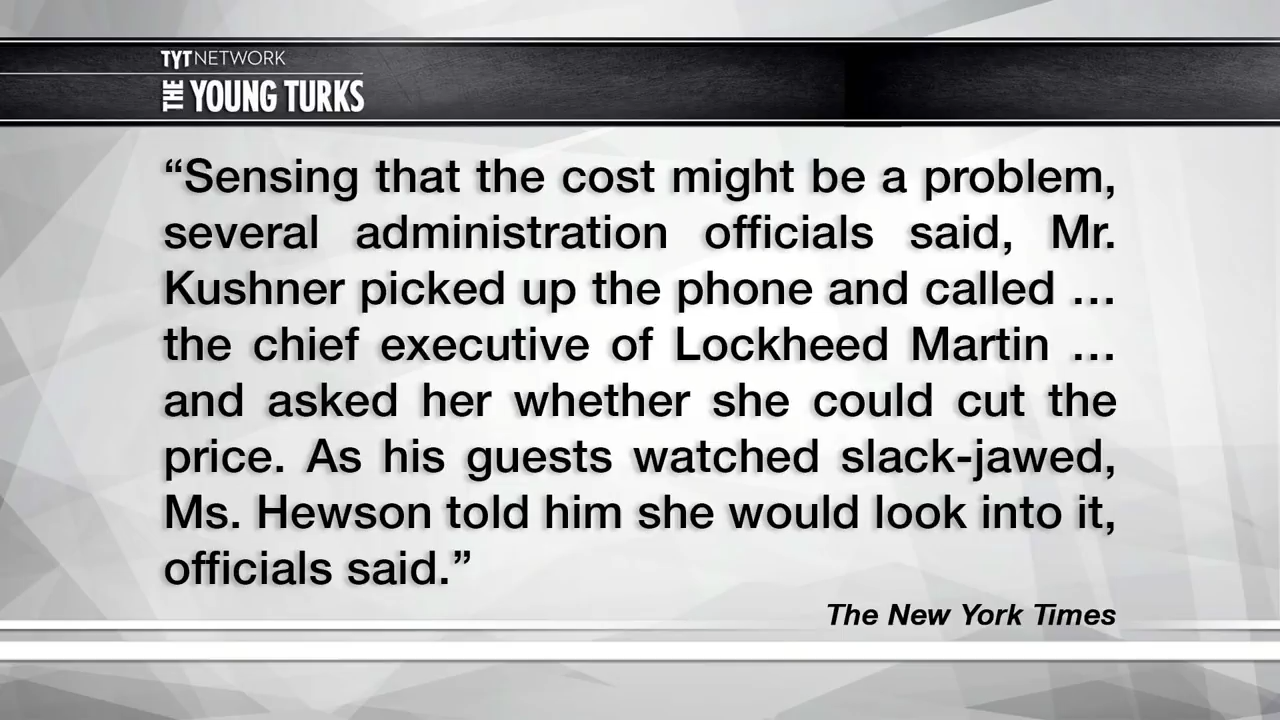 TYT NETWORK
THE YOUNG TURKS
“Sensing that the cost might be a problem,
several administration officials said, Mr.
Kushner picked up the phone and called ...
the chief executive of Lockheed Martin ...
and asked her whether she could cut the
price. As his guests watched slack-jawed,
Ms. Hewson told him she would look into it,
officials said.”
The New York Times